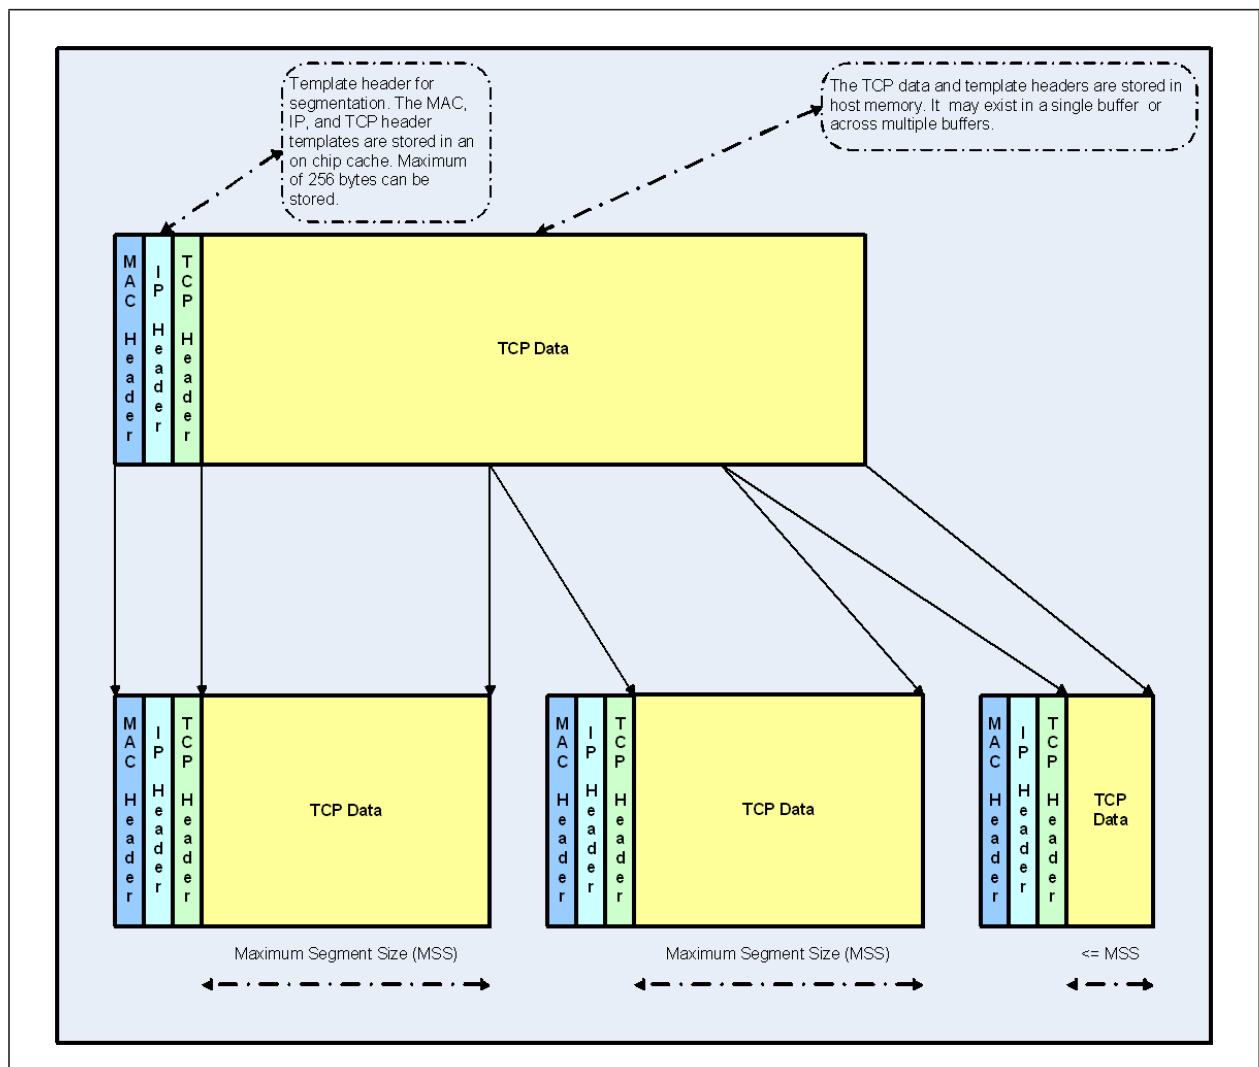 Template header for
segmentation. The MAC,
IP, and TCP header
templates are stored in an
on chip cache. Maximum
of 256 bytes can be
stored.
The TCP data and template headers are stored in
host memory. It may exist in a single buffer or
across multiple buffers.
MAC Header
IP Header
TCP Header
TCP Data
MAC Header
IP Header
TCP Header
TCP Data
MAC Header
IP Header
TCP Header
TCP Data
MAC Header
IP Header
TCP Header
TCP
Data
Maximum Segment Size (MSS)
Maximum Segment Size (MSS)
<= MSS